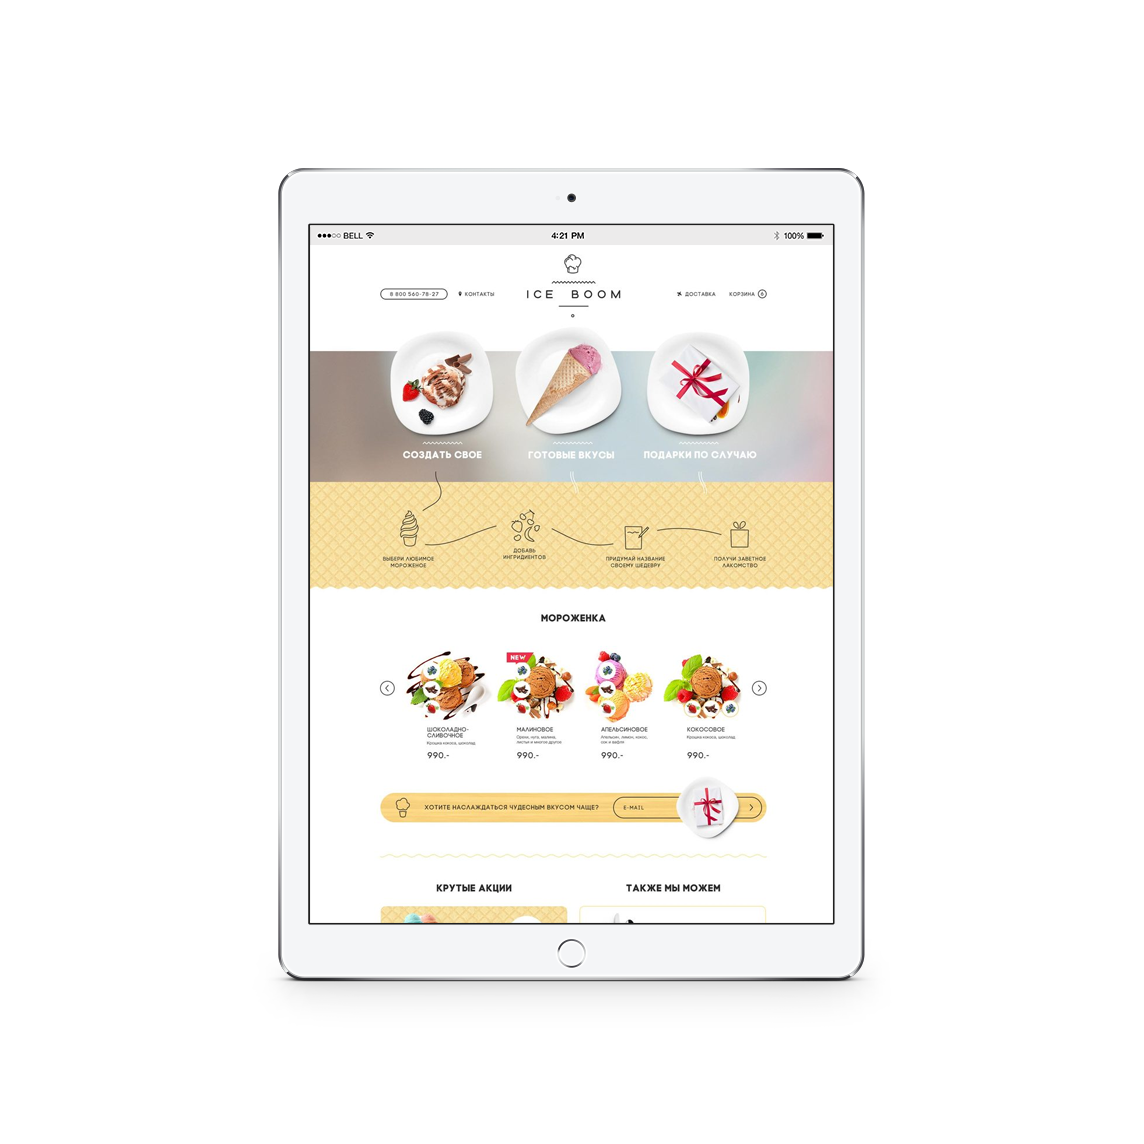 BELL
4:21 PM
100%
8 800 560-78-27
КОНТАКТЫ
ICE BOOM
ДОСТАВКА
КОРЗИНА 0
СОЗДАТЬ СВОЕ
ГОТОВЫЕ ВКУСЫ
ПОДАРКИ ПО СЛУЧАЮ
ВЫБЕРИ ЛЮБИМОЕ
МОРОЖЕНОЕ
ДОБАВЬ
ИНГРИДИЕНТОВ
ПРИДУМАЙ НАЗВАНИЕ
СВОЕМУ ШЕДЕВРУ
ПОЛУЧИ ЗАВЕТНОЕ
ЛАКОМСТВО
МОРОЖЕНКА
NEW
ШОКОЛАДНО-
СЛИВОЧНОЕ
Крошка кокоса, шоколад
990.-
МАЛИНОВОЕ
Орехи, нуга, малина,
листья и многое другое
990.-
АПЕЛЬСИНОВОЕ
Апельсин, лимон, кокос,
сок и вафля
990.-
КОКОСОВОЕ
Крошка кокоса, шоколад
990.-
ХОТИТЕ НАСЛАЖДАТЬСЯ ЧУДЕСНЫМ ВКУСОМ ЧАЩЕ?
E-MAIL
КРУТЫЕ АКЦИИ
ТАКЖЕ МЫ МОЖЕМ